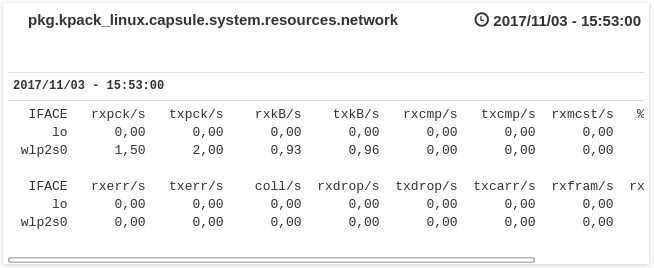 pkg.kpack_linux.capsule.system.resources.network 2017/11/03 - 15:53:00
2017/11/03 - 15:53:00
IFACE rxpck/s txpck/s rxkB/s txkB/s rxcmp/s txcmp/s rxmcst/s %
lo 0,00 0,00 0,00 0,00 0,00 0,00 0,00
wlp2s0 1,50 2,00 0,93 0,96 0,00 0,00 0,00
IFACE rxerr/s txerr/s coll/s rxdrop/s txdrop/s txcarr/s rxfram/s rx
lo 0,00 0,00 0,00 0,00 0,00 0,00 0,00
wlp2s0 0,00 0,00 0,00 0,00 0,00 0,00 0,00